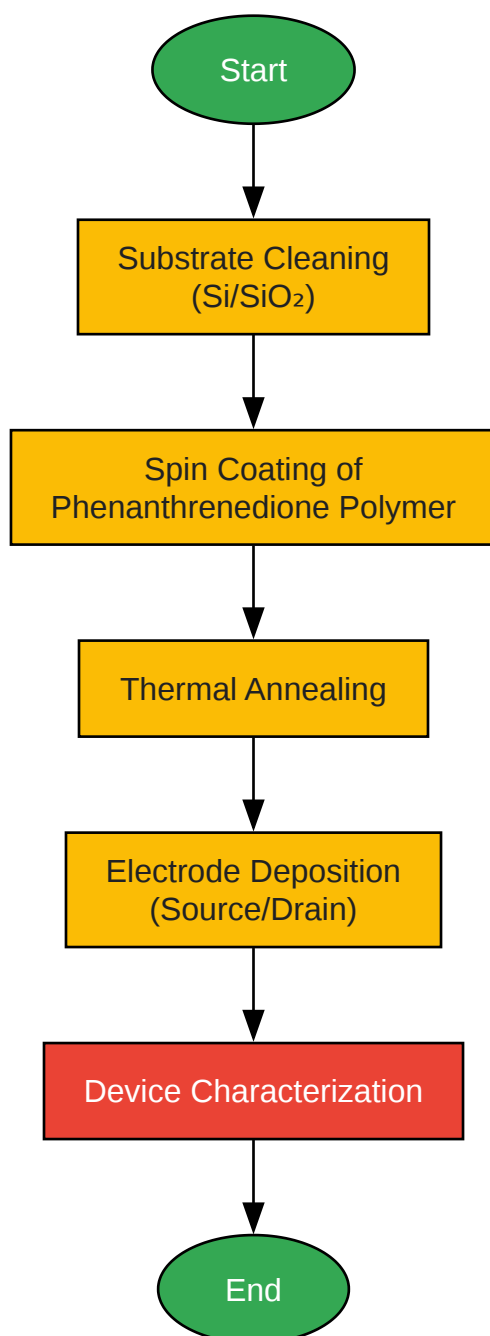 Start
Substrate Cleaning
(Si/SiO₂)
Spin Coating of
Phenanthrenedione Polymer
Thermal Annealing
Electrode Deposition
(Source/Drain)
Device Characterization
End